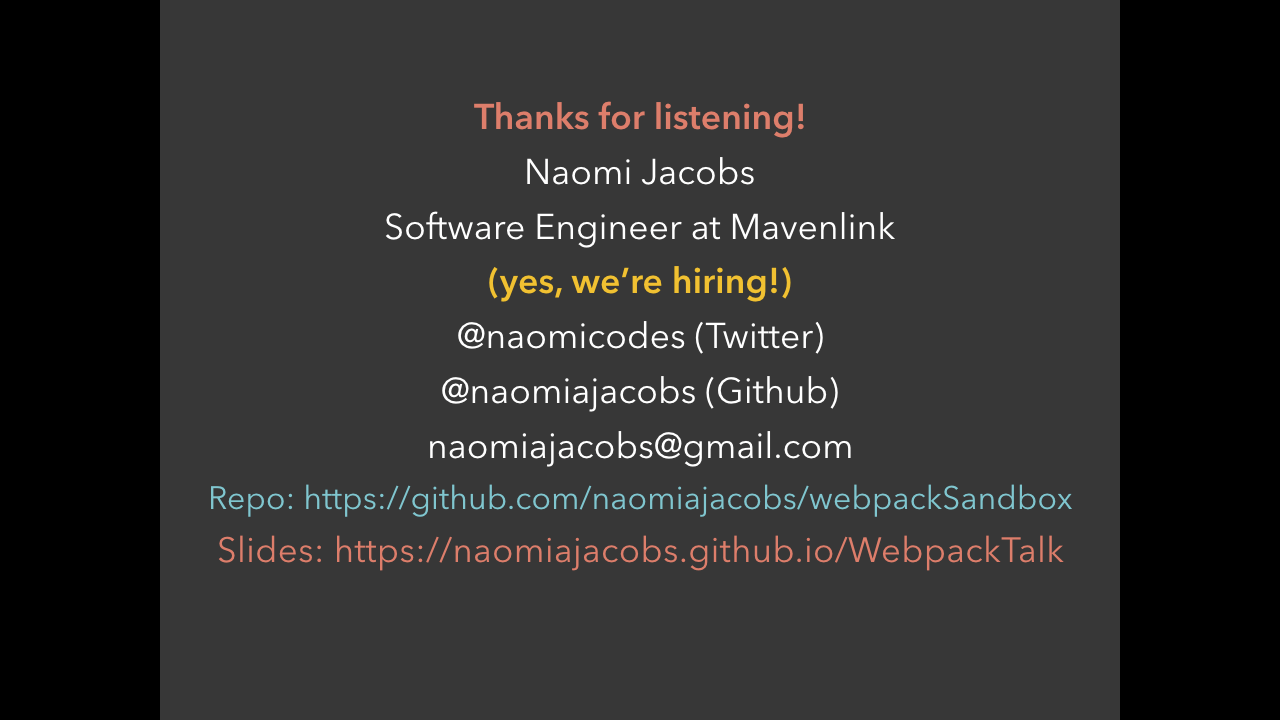 Thanks for listening!
Naomi Jacobs
Software Engineer at Mavenlink
(yes, we’re hiring!)
@naomicodes (Twitter)
@naomiajacobs (Github)
naomiajacobs@gmail.com
Repo: https://github.com/naomiajacobs/webpackSandbox
Slides: https://naomiajacobs.github.io/WebpackTalk